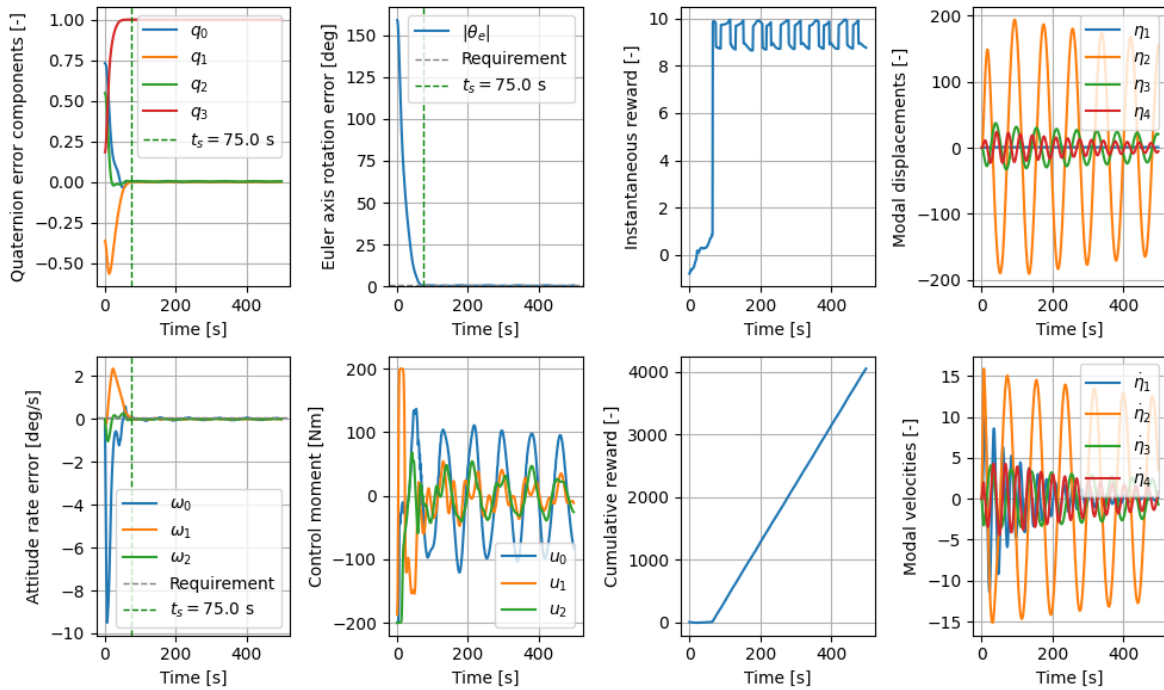 Quaternion error components [-]
1.00
0.75
0.50
0.25
0.00
−0.25
−0.50
q₀
q₁
q₂
q₃
tₛ = 75.0 s
0 200 400
Time [s]
Euler axis rotation error [deg]
150
125
100
75
50
25
0
|θₑ|
Requirement
tₛ = 75.0 s
0 200 400
Time [s]
Instantaneous reward [-]
10
8
6
4
2
0
0 200 400
Time [s]
Modal displacements [-]
200
100
0
−100
−200
η₁
η₂
η₃
η₄
0 200 400
Time [s]
Attitude rate error [deg/s]
2
0
−2
−4
−6
−8
−10
ω₀
ω₁
ω₂
Requirement
tₛ = 75.0 s
0 200 400
Time [s]
Control moment [Nm]
200
100
0
−100
−200
u₀
u₁
u₂
0 200 400
Time [s]
Cumulative reward [-]
4000
3000
2000
1000
0
0 200 400
Time [s]
Modal velocities [-]
15
10
5
0
−5
−10
−15
η̇₁
η̇₂
η̇₃
η̇₄
0 200 400
Time [s]